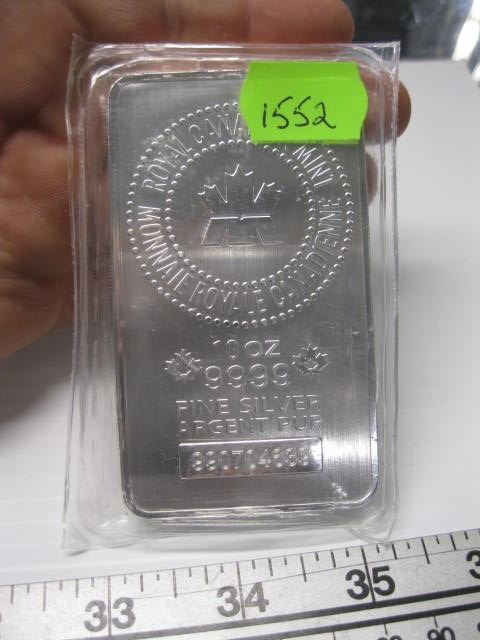 1552
ROYAL CANADIAN MINT
MONNAIE ROYALE CANADIENNE
10 OZ
9999
FINE SILVER
ARGENT PUR
33
34
35